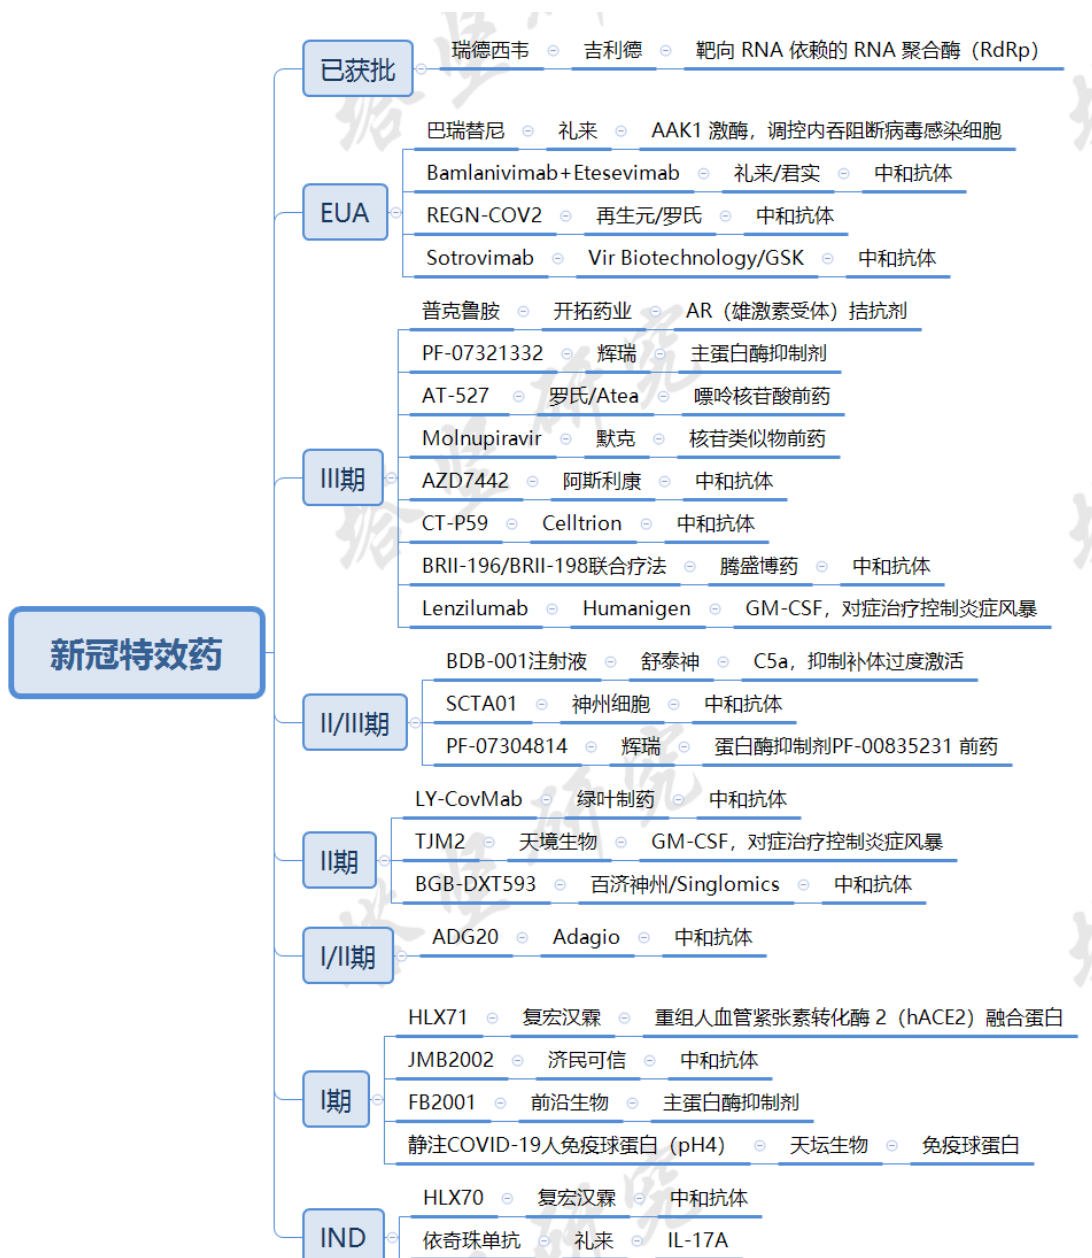 已获批
瑞德西韦 吉利德 靶向 RNA 依赖的 RNA 聚合酶（RdRp）
EUA
巴瑞替尼 礼来 AAK1 激酶，调控内吞阻断病毒感染细胞
Bamlanivimab+Etesevimab 礼来/君实 中和抗体
REGN-COV2 再生元/罗氏 中和抗体
Sotrovimab Vir Biotechnology/GSK 中和抗体
III期
普克鲁胺 开拓药业 AR（雄激素受体）拮抗剂
PF-07321332 辉瑞 主蛋白酶抑制剂
AT-527 罗氏/Atea 嘌呤核苷酸前药
Molnupiravir 默克 核苷类似物前药
AZD7442 阿斯利康 中和抗体
CT-P59 Celltrion 中和抗体
BRII-196/BRII-198联合疗法 腾盛博药 中和抗体
Lenzilumab Humanigen GM-CSF，对症治疗控制炎症风暴
新冠特效药
II/III期
BDB-001注射液 舒泰神 C5a，抑制补体过度激活
SCTA01 神州细胞 中和抗体
PF-07304814 辉瑞 蛋白酶抑制剂PF-00835231 前药
II期
LY-CovMab 绿叶制药 中和抗体
TJM2 天境生物 GM-CSF，对症治疗控制炎症风暴
BGB-DXT593 百济神州/Singlomics 中和抗体
I/II期
ADG20 Adagio 中和抗体
I期
HLX71 复宏汉霖 重组人血管紧张素转化酶 2（hACE2）融合蛋白
JMB2002 济民可信 中和抗体
FB2001 前沿生物 主蛋白酶抑制剂
静注COVID-19人免疫球蛋白（pH4） 天坛生物 免疫球蛋白
IND
HLX70 复宏汉霖 中和抗体
依奇珠单抗 礼来 IL-17A
塔坚研究